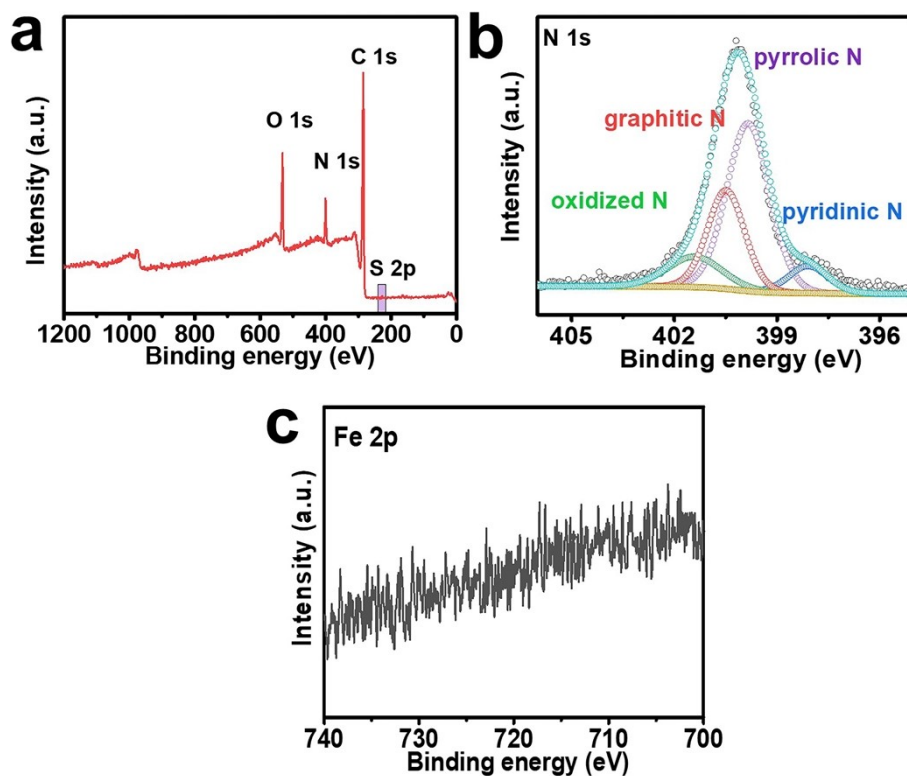 a
C 1s
O 1s
N 1s
S 2p
Intensity (a.u.)
1200 1000 800 600 400 200 0
Binding energy (eV)
b
N 1s
pyrrolic N
graphitic N
oxidized N
pyridinic N
Intensity (a.u.)
405 402 399 396
Binding energy (eV)
c
Fe 2p
Intensity (a.u.)
740 730 720 710 700
Binding energy (eV)